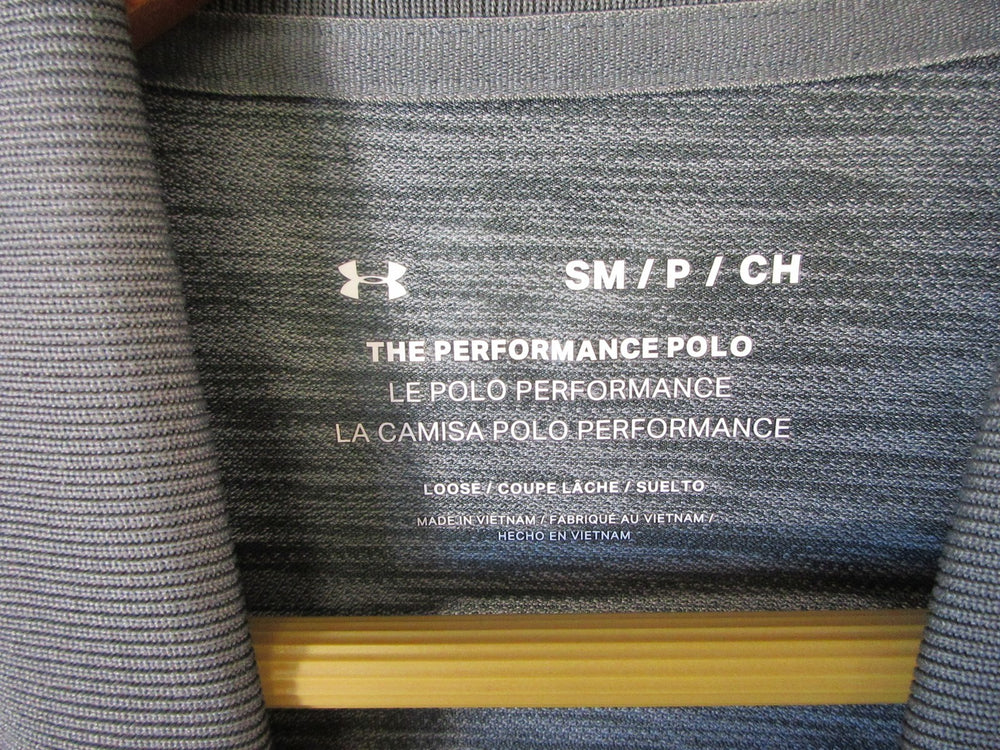 SM / P / CH
THE PERFORMANCE POLO
LE POLO PERFORMANCE
LA CAMISA POLO PERFORMANCE
LOOSE / COUPE LÂCHE / SUELTO
MADE IN VIETNAM / FABRIQUÉ AU VIETNAM /
HECHO EN VIETNAM